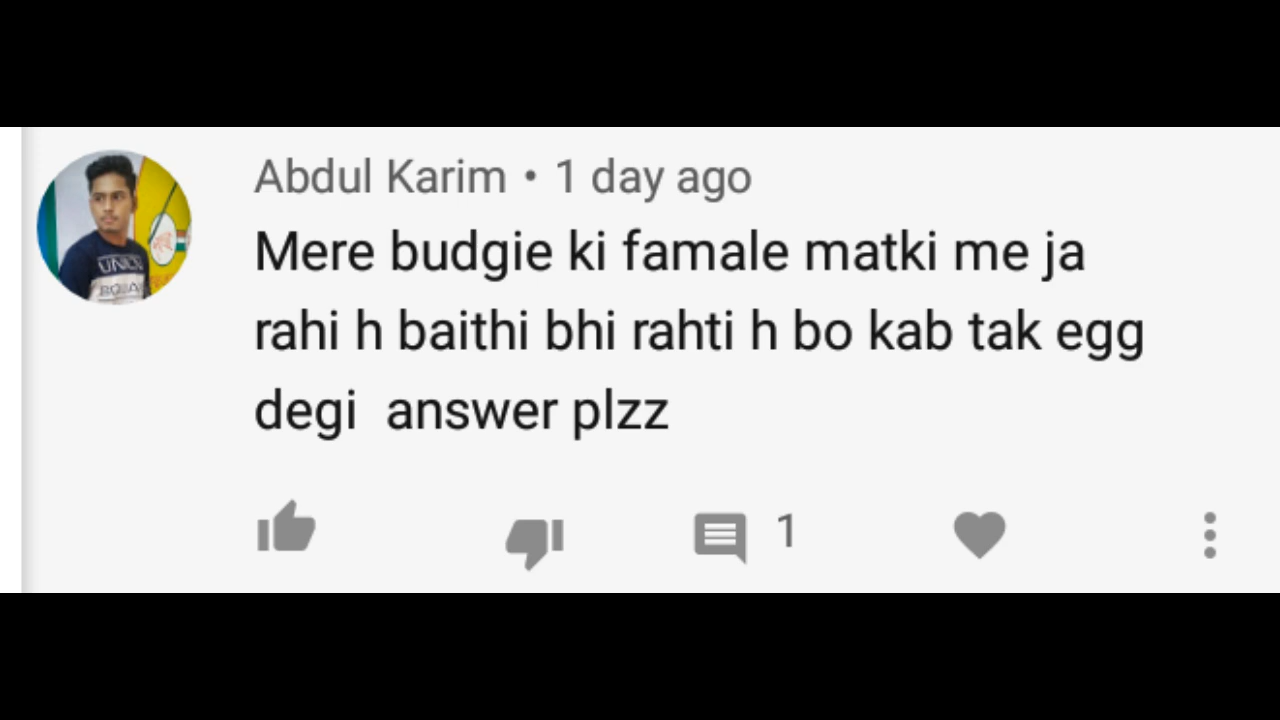 Abdul Karim • 1 day ago
Mere budgie ki famale matki me ja
rahi h baithi bhi rahti h bo kab tak egg
degi answer plzz
1